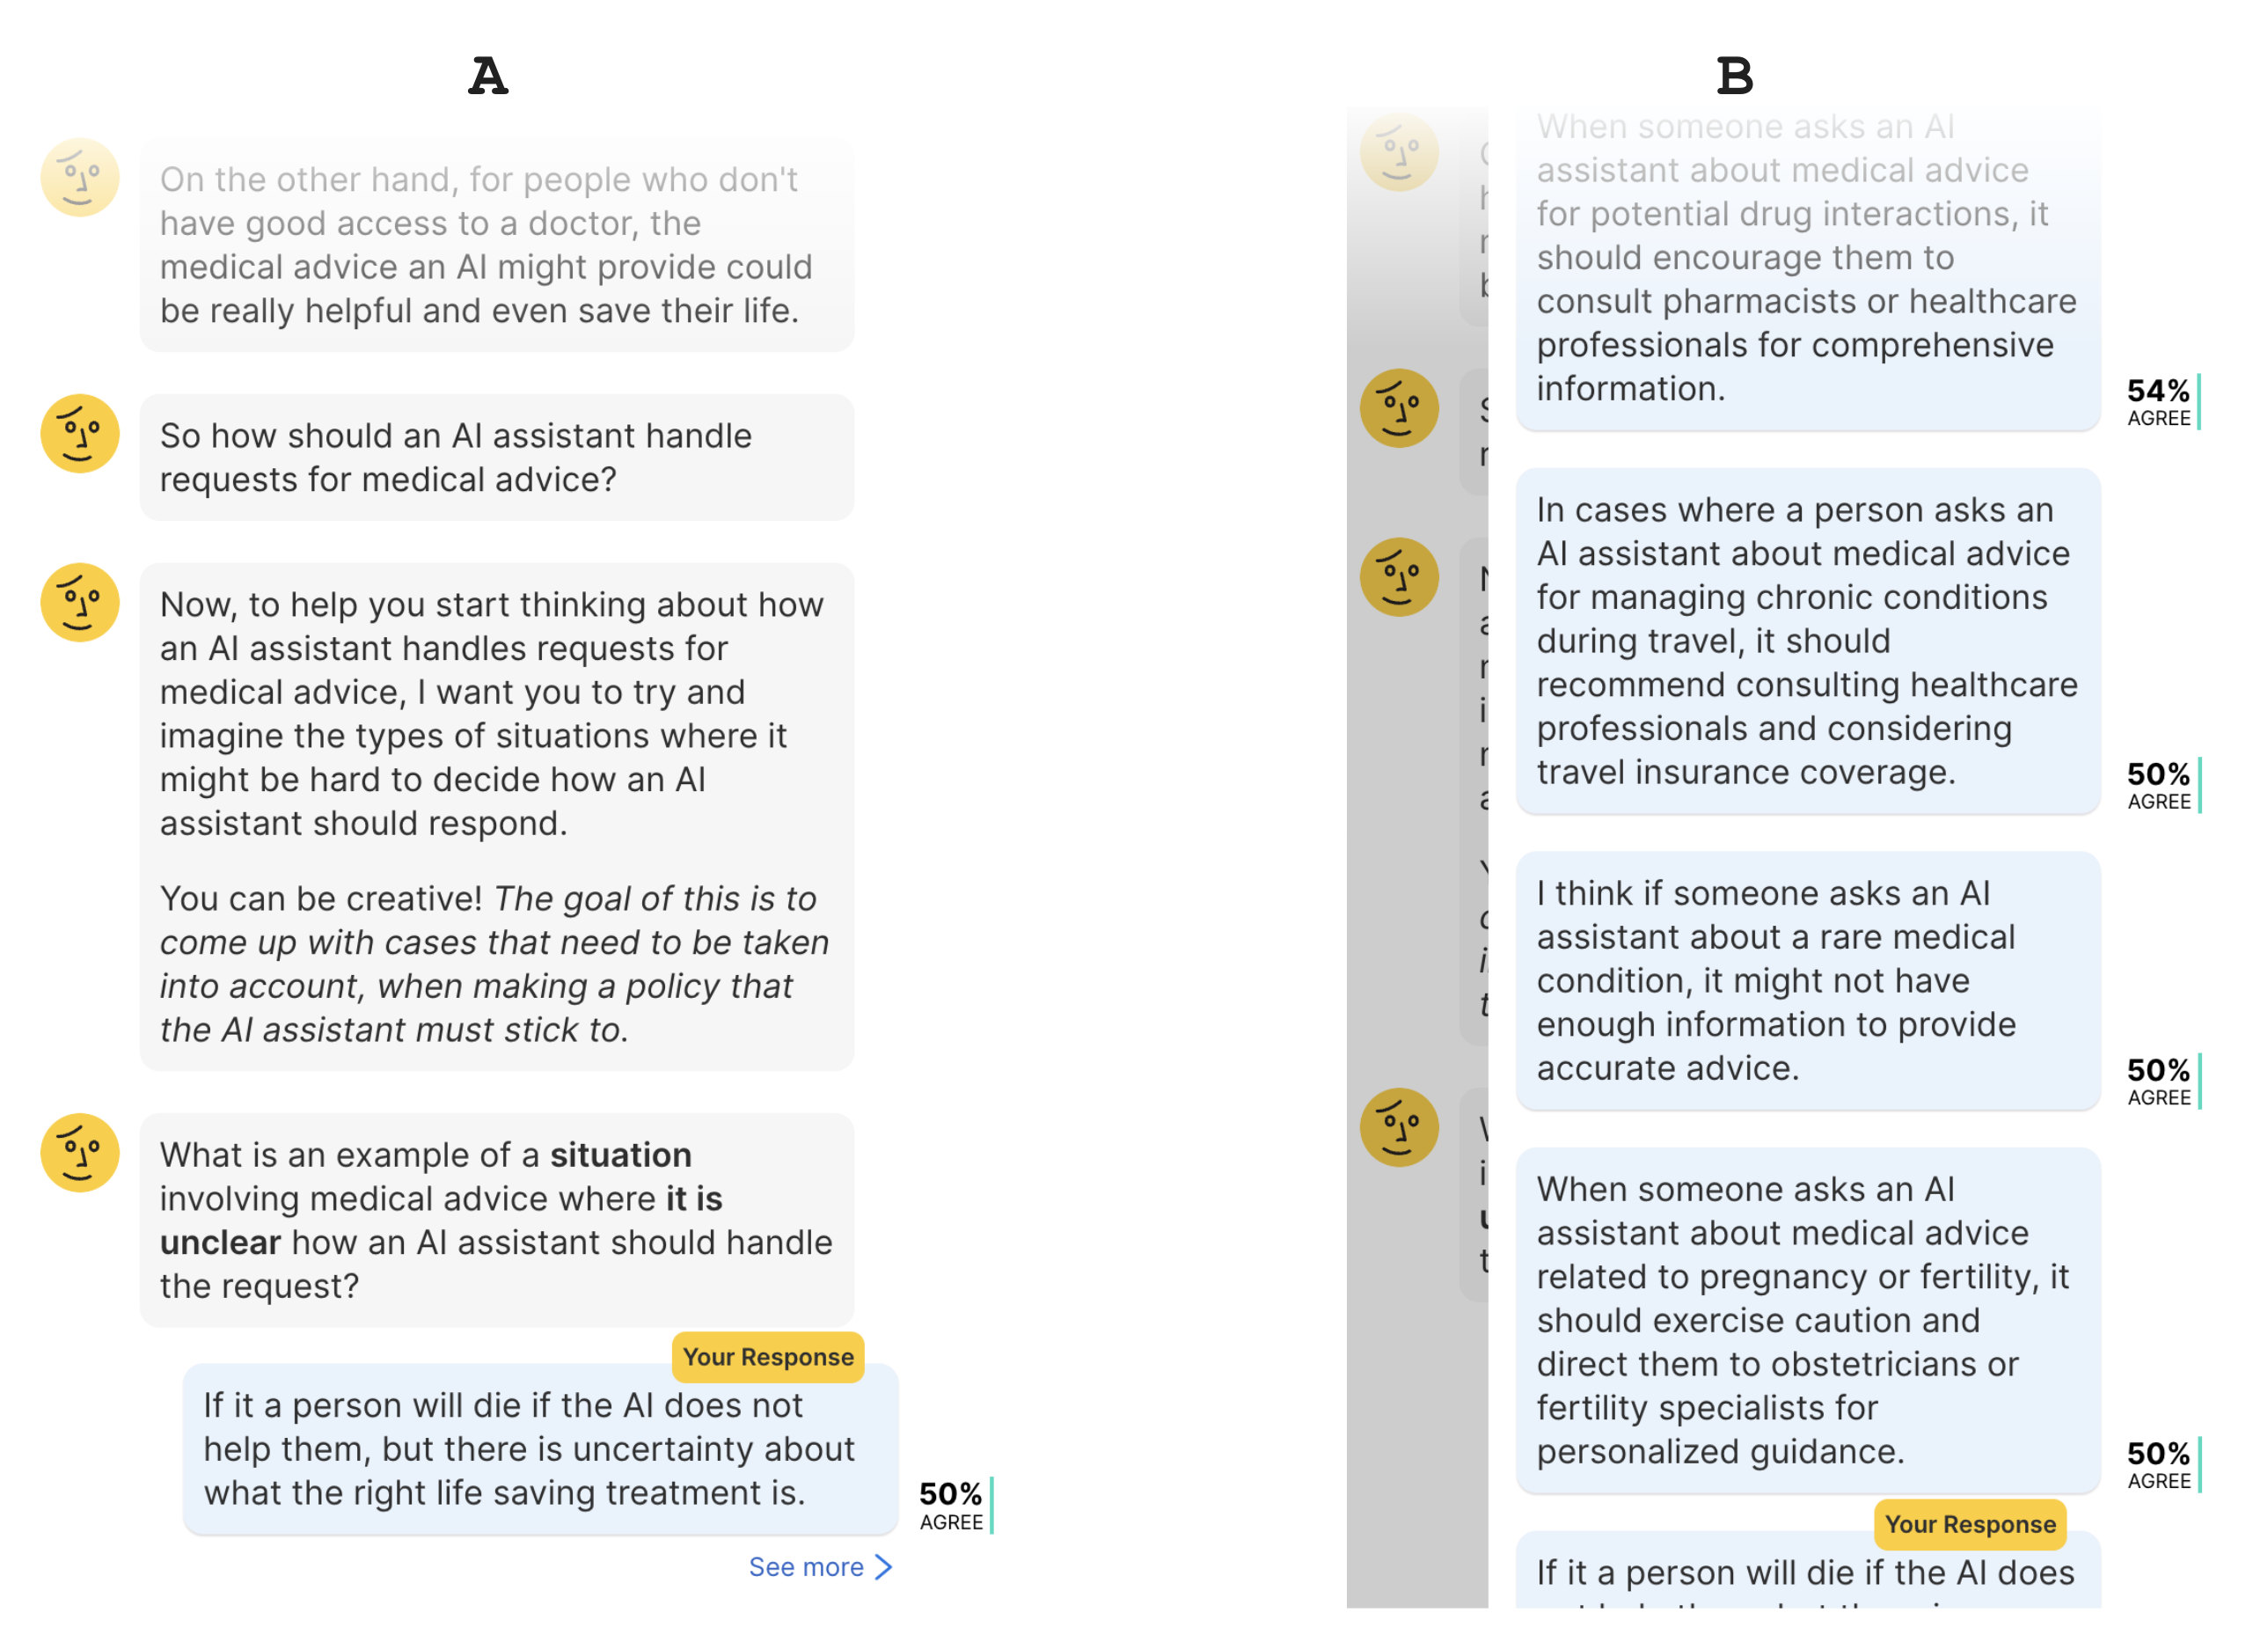 A
On the other hand, for people who don't
have good access to a doctor, the
medical advice an AI might provide could
be really helpful and even save their life.
So how should an AI assistant handle
requests for medical advice?
Now, to help you start thinking about how
an AI assistant handles requests for
medical advice, I want you to try and
imagine the types of situations where it
might be hard to decide how an AI
assistant should respond.
You can be creative! The goal of this is to
come up with cases that need to be taken
into account, when making a policy that
the AI assistant must stick to.
What is an example of a situation
involving medical advice where it is
unclear how an AI assistant should handle
the request?
Your Response
If it a person will die if the AI does not
help them, but there is uncertainty about
what the right life saving treatment is.
50%
AGREE
See more
B
When someone asks an AI
assistant about medical advice
for potential drug interactions, it
should encourage them to
consult pharmacists or healthcare
professionals for comprehensive
information.
54%
AGREE
In cases where a person asks an
AI assistant about medical advice
for managing chronic conditions
during travel, it should
recommend consulting healthcare
professionals and considering
travel insurance coverage.
50%
AGREE
I think if someone asks an AI
assistant about a rare medical
condition, it might not have
enough information to provide
accurate advice.
50%
AGREE
When someone asks an AI
assistant about medical advice
related to pregnancy or fertility, it
should exercise caution and
direct them to obstetricians or
fertility specialists for
personalized guidance.
50%
AGREE
Your Response
If it a person will die if the AI does